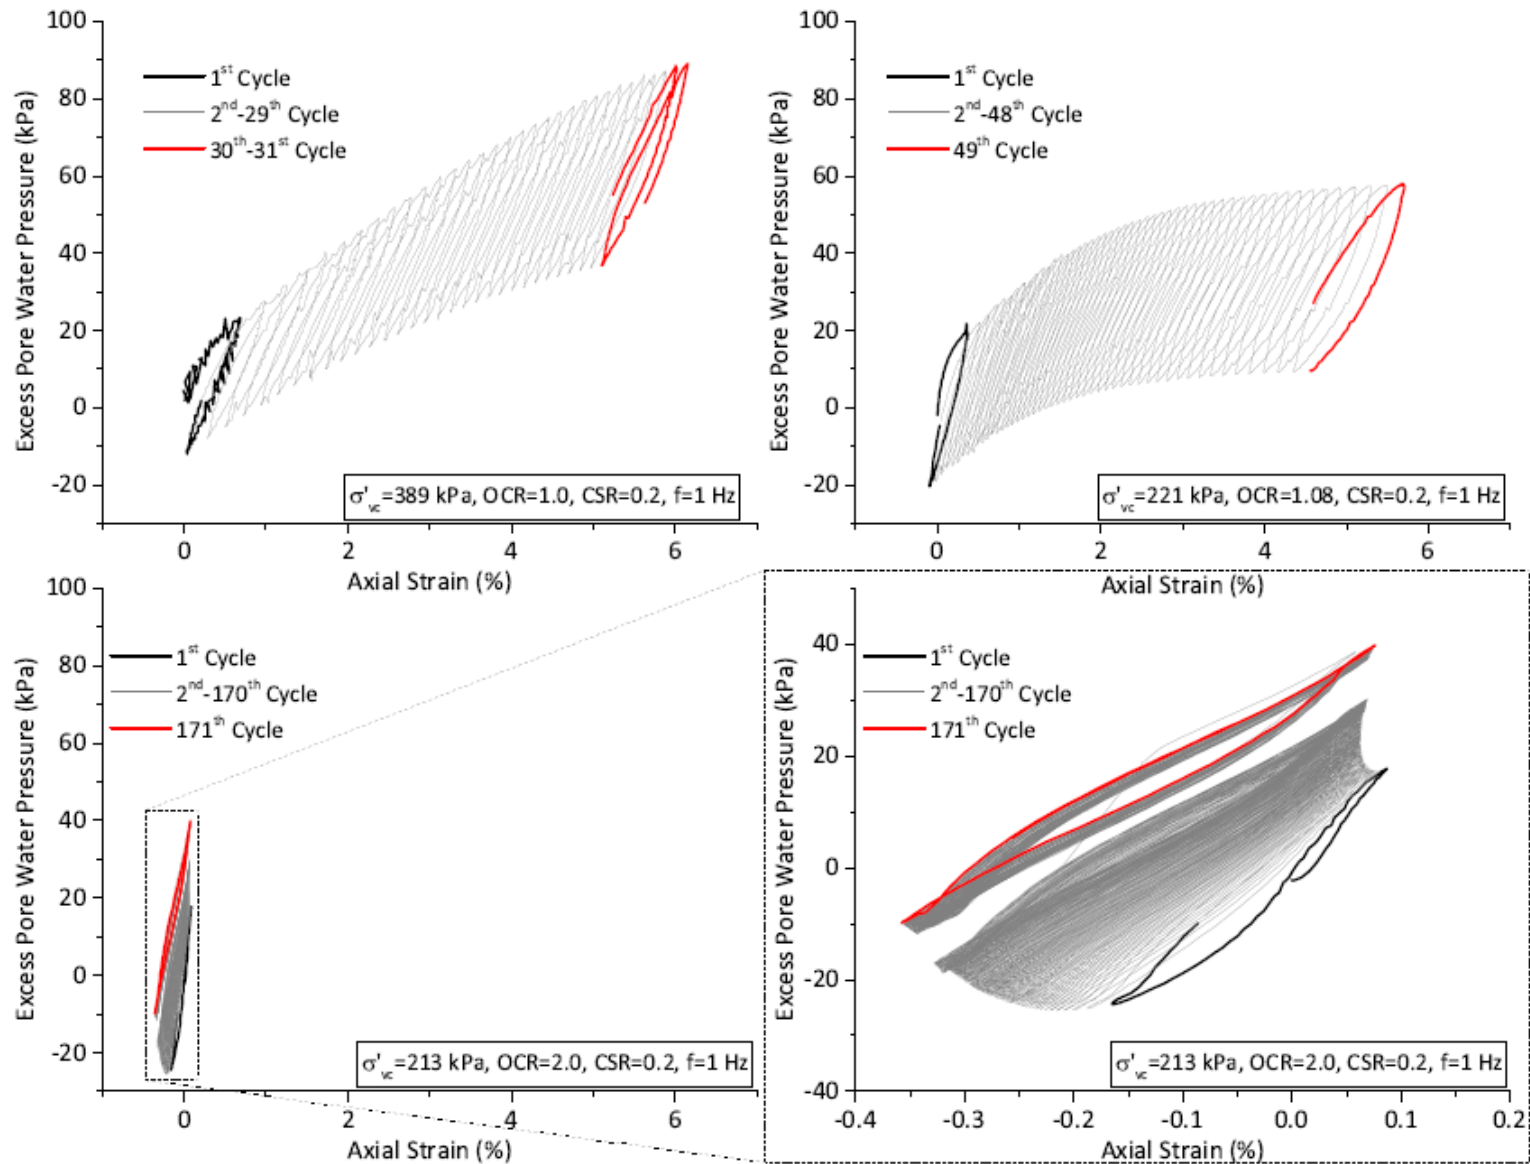 100
80
60
40
20
0
-20
Excess Pore Water Pressure (kPa)
1st Cycle
2nd-29th Cycle
30th-31st Cycle
σ'vc=389 kPa, OCR=1.0, CSR=0.2, f=1 Hz
0 2 4 6
Axial Strain (%)
100
80
60
40
20
0
-20
Excess Pore Water Pressure (kPa)
1st Cycle
2nd-48th Cycle
49th Cycle
σ'vc=221 kPa, OCR=1.08, CSR=0.2, f=1 Hz
0 2 4 6
Axial Strain (%)
100
80
60
40
20
0
-20
Excess Pore Water Pressure (kPa)
1st Cycle
2nd-170th Cycle
171th Cycle
σ'vc=213 kPa, OCR=2.0, CSR=0.2, f=1 Hz
0 2 4 6
Axial Strain (%)
40
20
0
-20
-40
Excess Pore Water Pressure (kPa)
1st Cycle
2nd-170th Cycle
171th Cycle
σ'vc=213 kPa, OCR=2.0, CSR=0.2, f=1 Hz
-0.4 -0.3 -0.2 -0.1 0.0 0.1 0.2
Axial Strain (%)